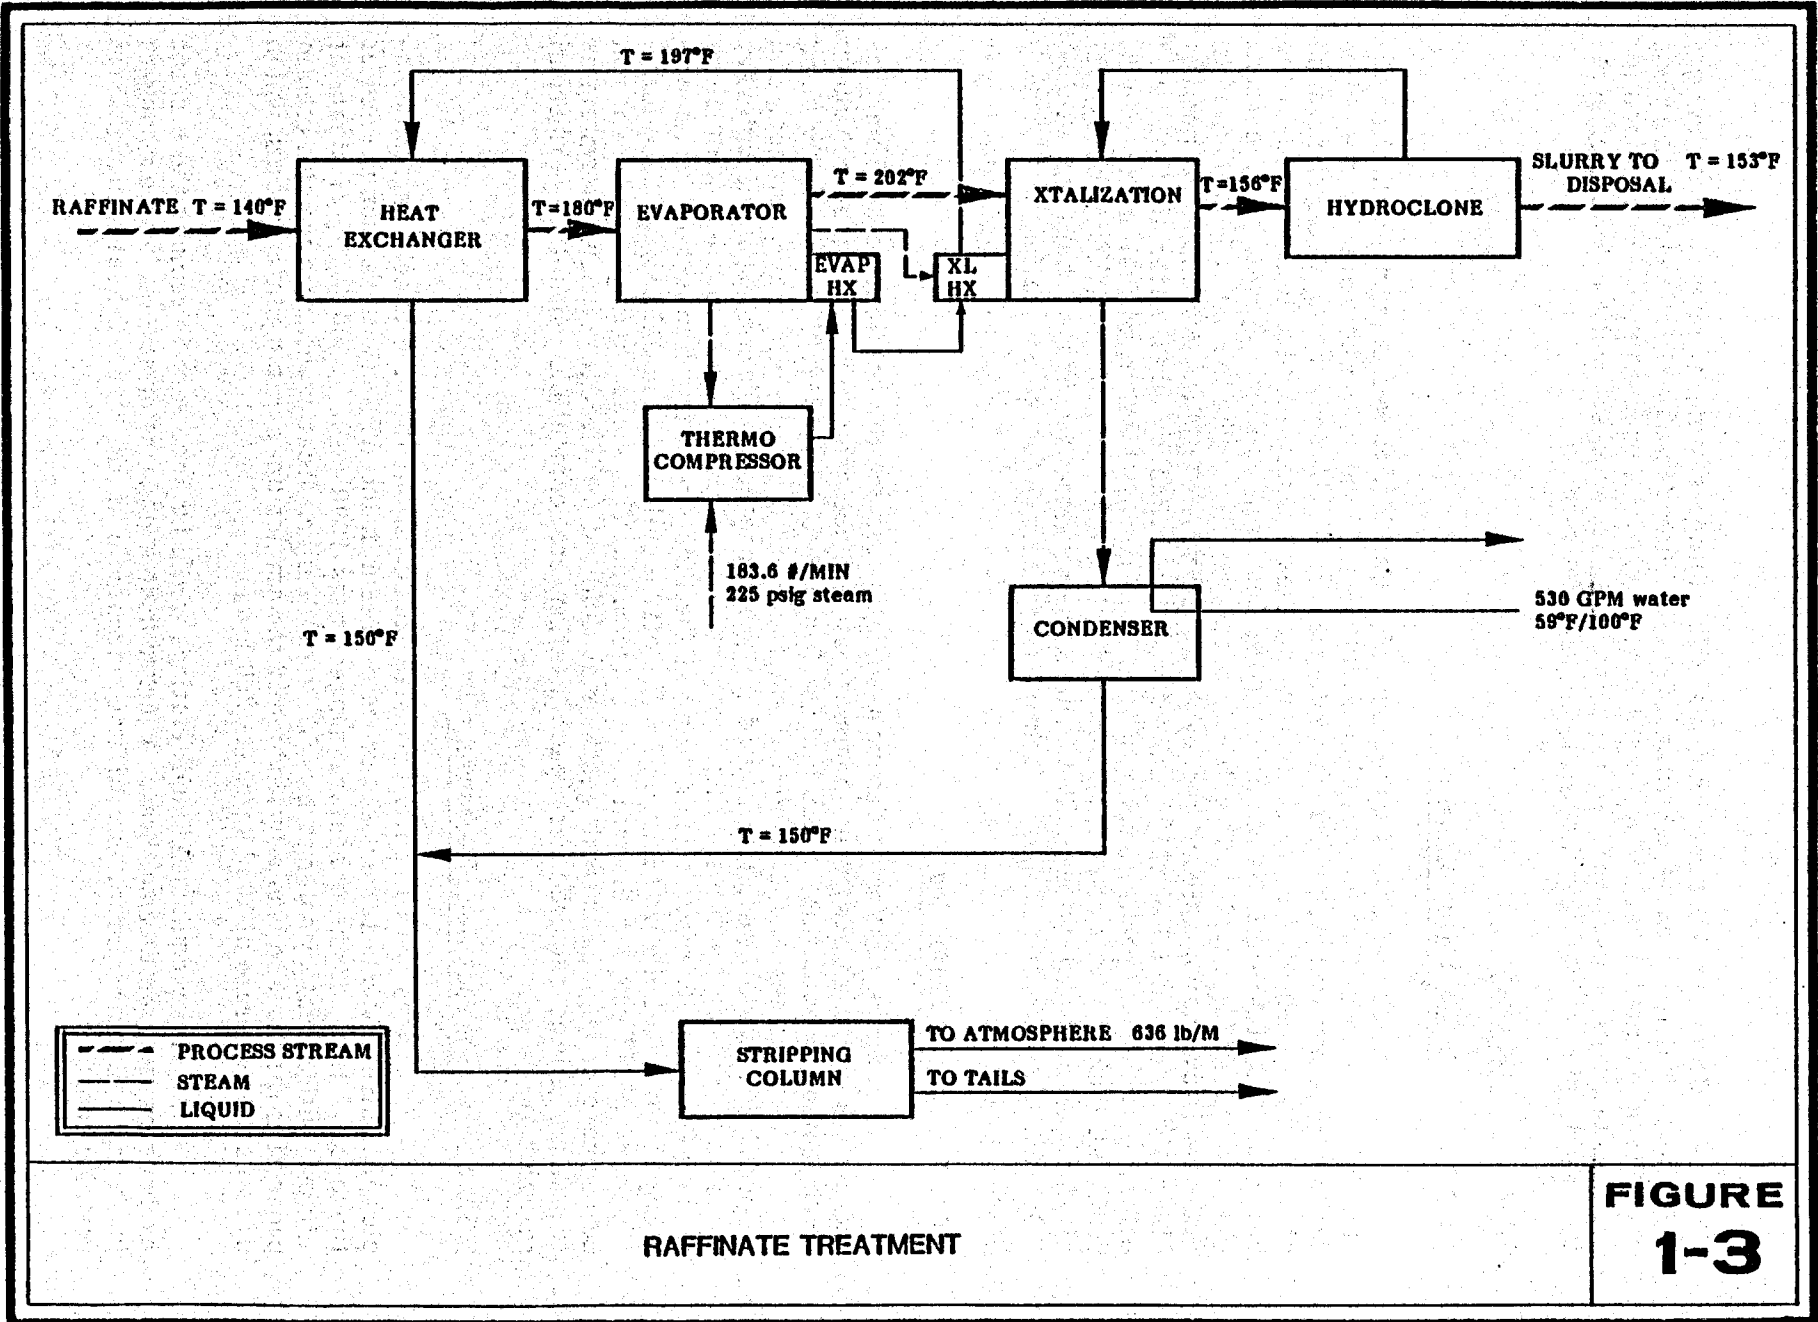 T = 197°F
RAFFINATE T = 140°F
HEAT
EXCHANGER
T=180°F
EVAPORATOR
EVAP
HX
T = 202°F
XL
HX
XTALIZATION
T=156°F
HYDROCLONE
SLURRY TO
DISPOSAL
T = 153°F
THERMO
COMPRESSOR
183.6 #/MIN
225 psig steam
T = 150°F
CONDENSER
530 GPM water
59°F/100°F
T = 150°F
PROCESS STREAM
STEAM
LIQUID
STRIPPING
COLUMN
TO ATMOSPHERE 636 lb/M
TO TAILS
RAFFINATE TREATMENT
FIGURE
1-3